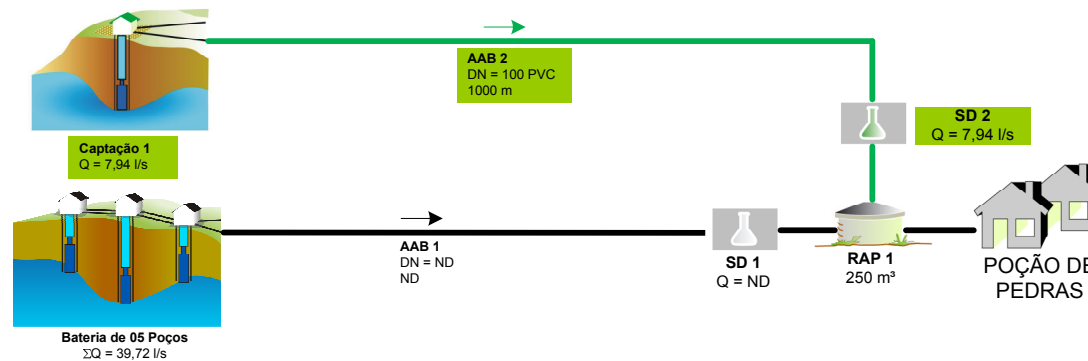 AAB 2
DN = 100 PVC
1000 m
SD 2
Q = 7,94 l/s
Captação 1
Q = 7,94 l/s
AAB 1
DN = ND
ND
SD 1
Q = ND
RAP 1
250 m³
POÇÃO DE
PEDRAS
Bateria de 05 Poços
ΣQ = 39,72 l/s